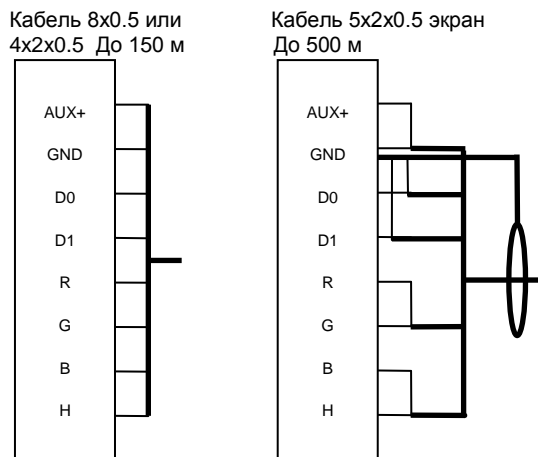 Кабель 8x0.5 или
4x2x0.5 До 150 м
AUX+
GND
D0
D1
R
G
B
H
Кабель 5x2x0.5 экран
До 500 м
AUX+
GND
D0
D1
R
G
B
H